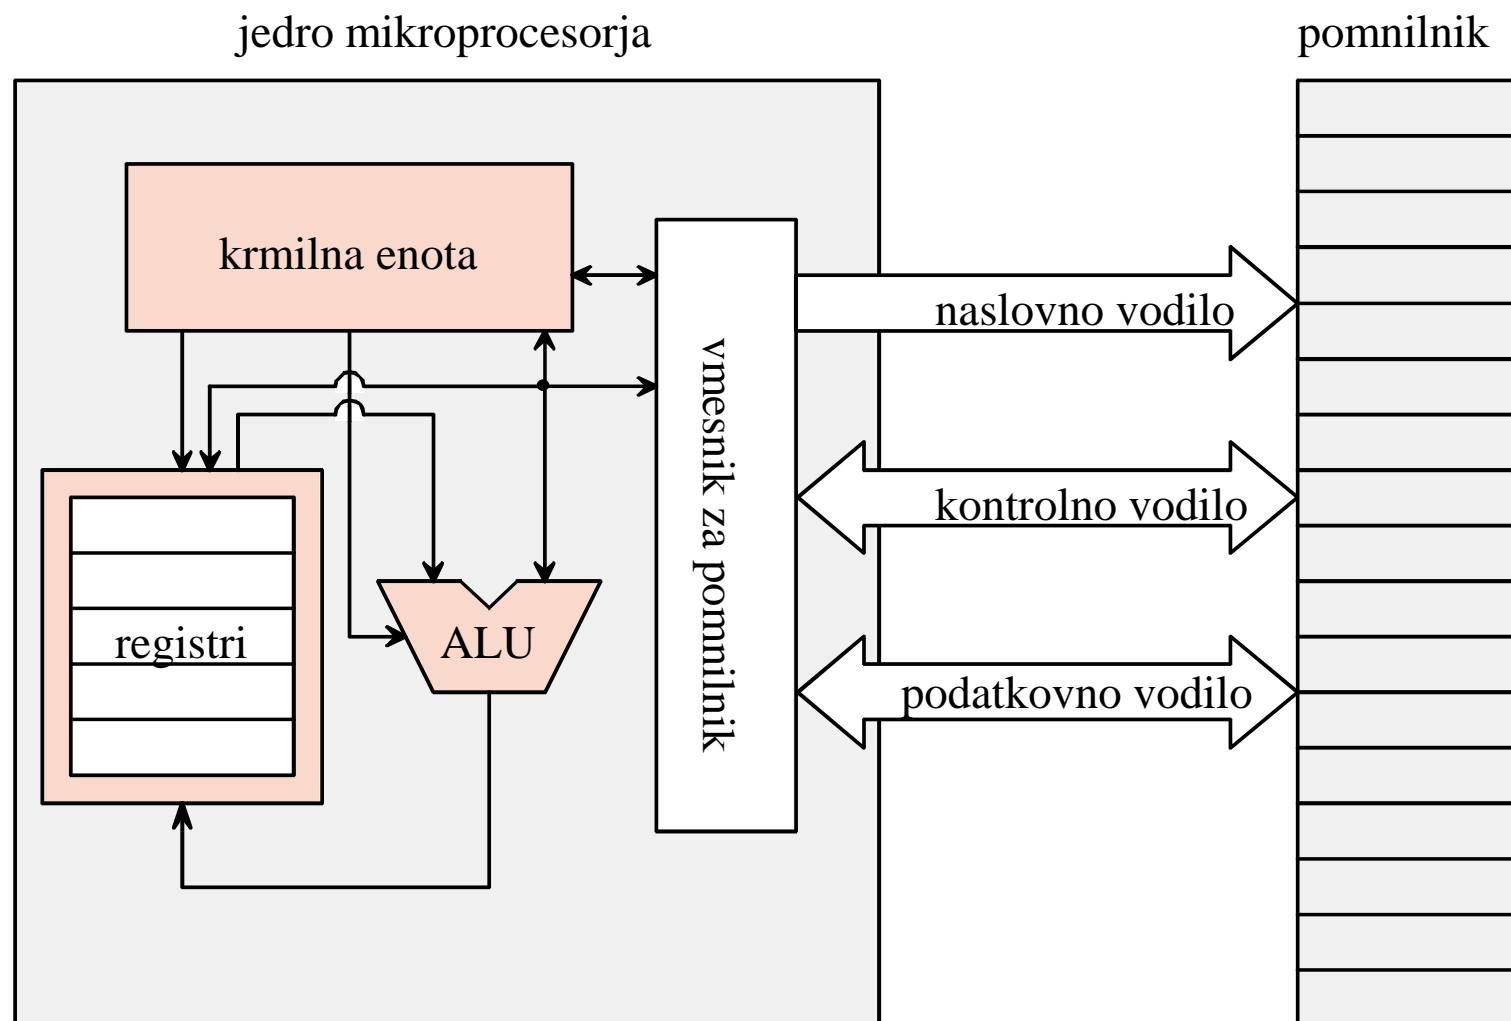 jedro mikroprocesorja
pomnilnik
krmilna enota
naslovno vodilo
vmesnik za pomnilnik
kontrolno vodilo
registri
ALU
podatkovno vodilo